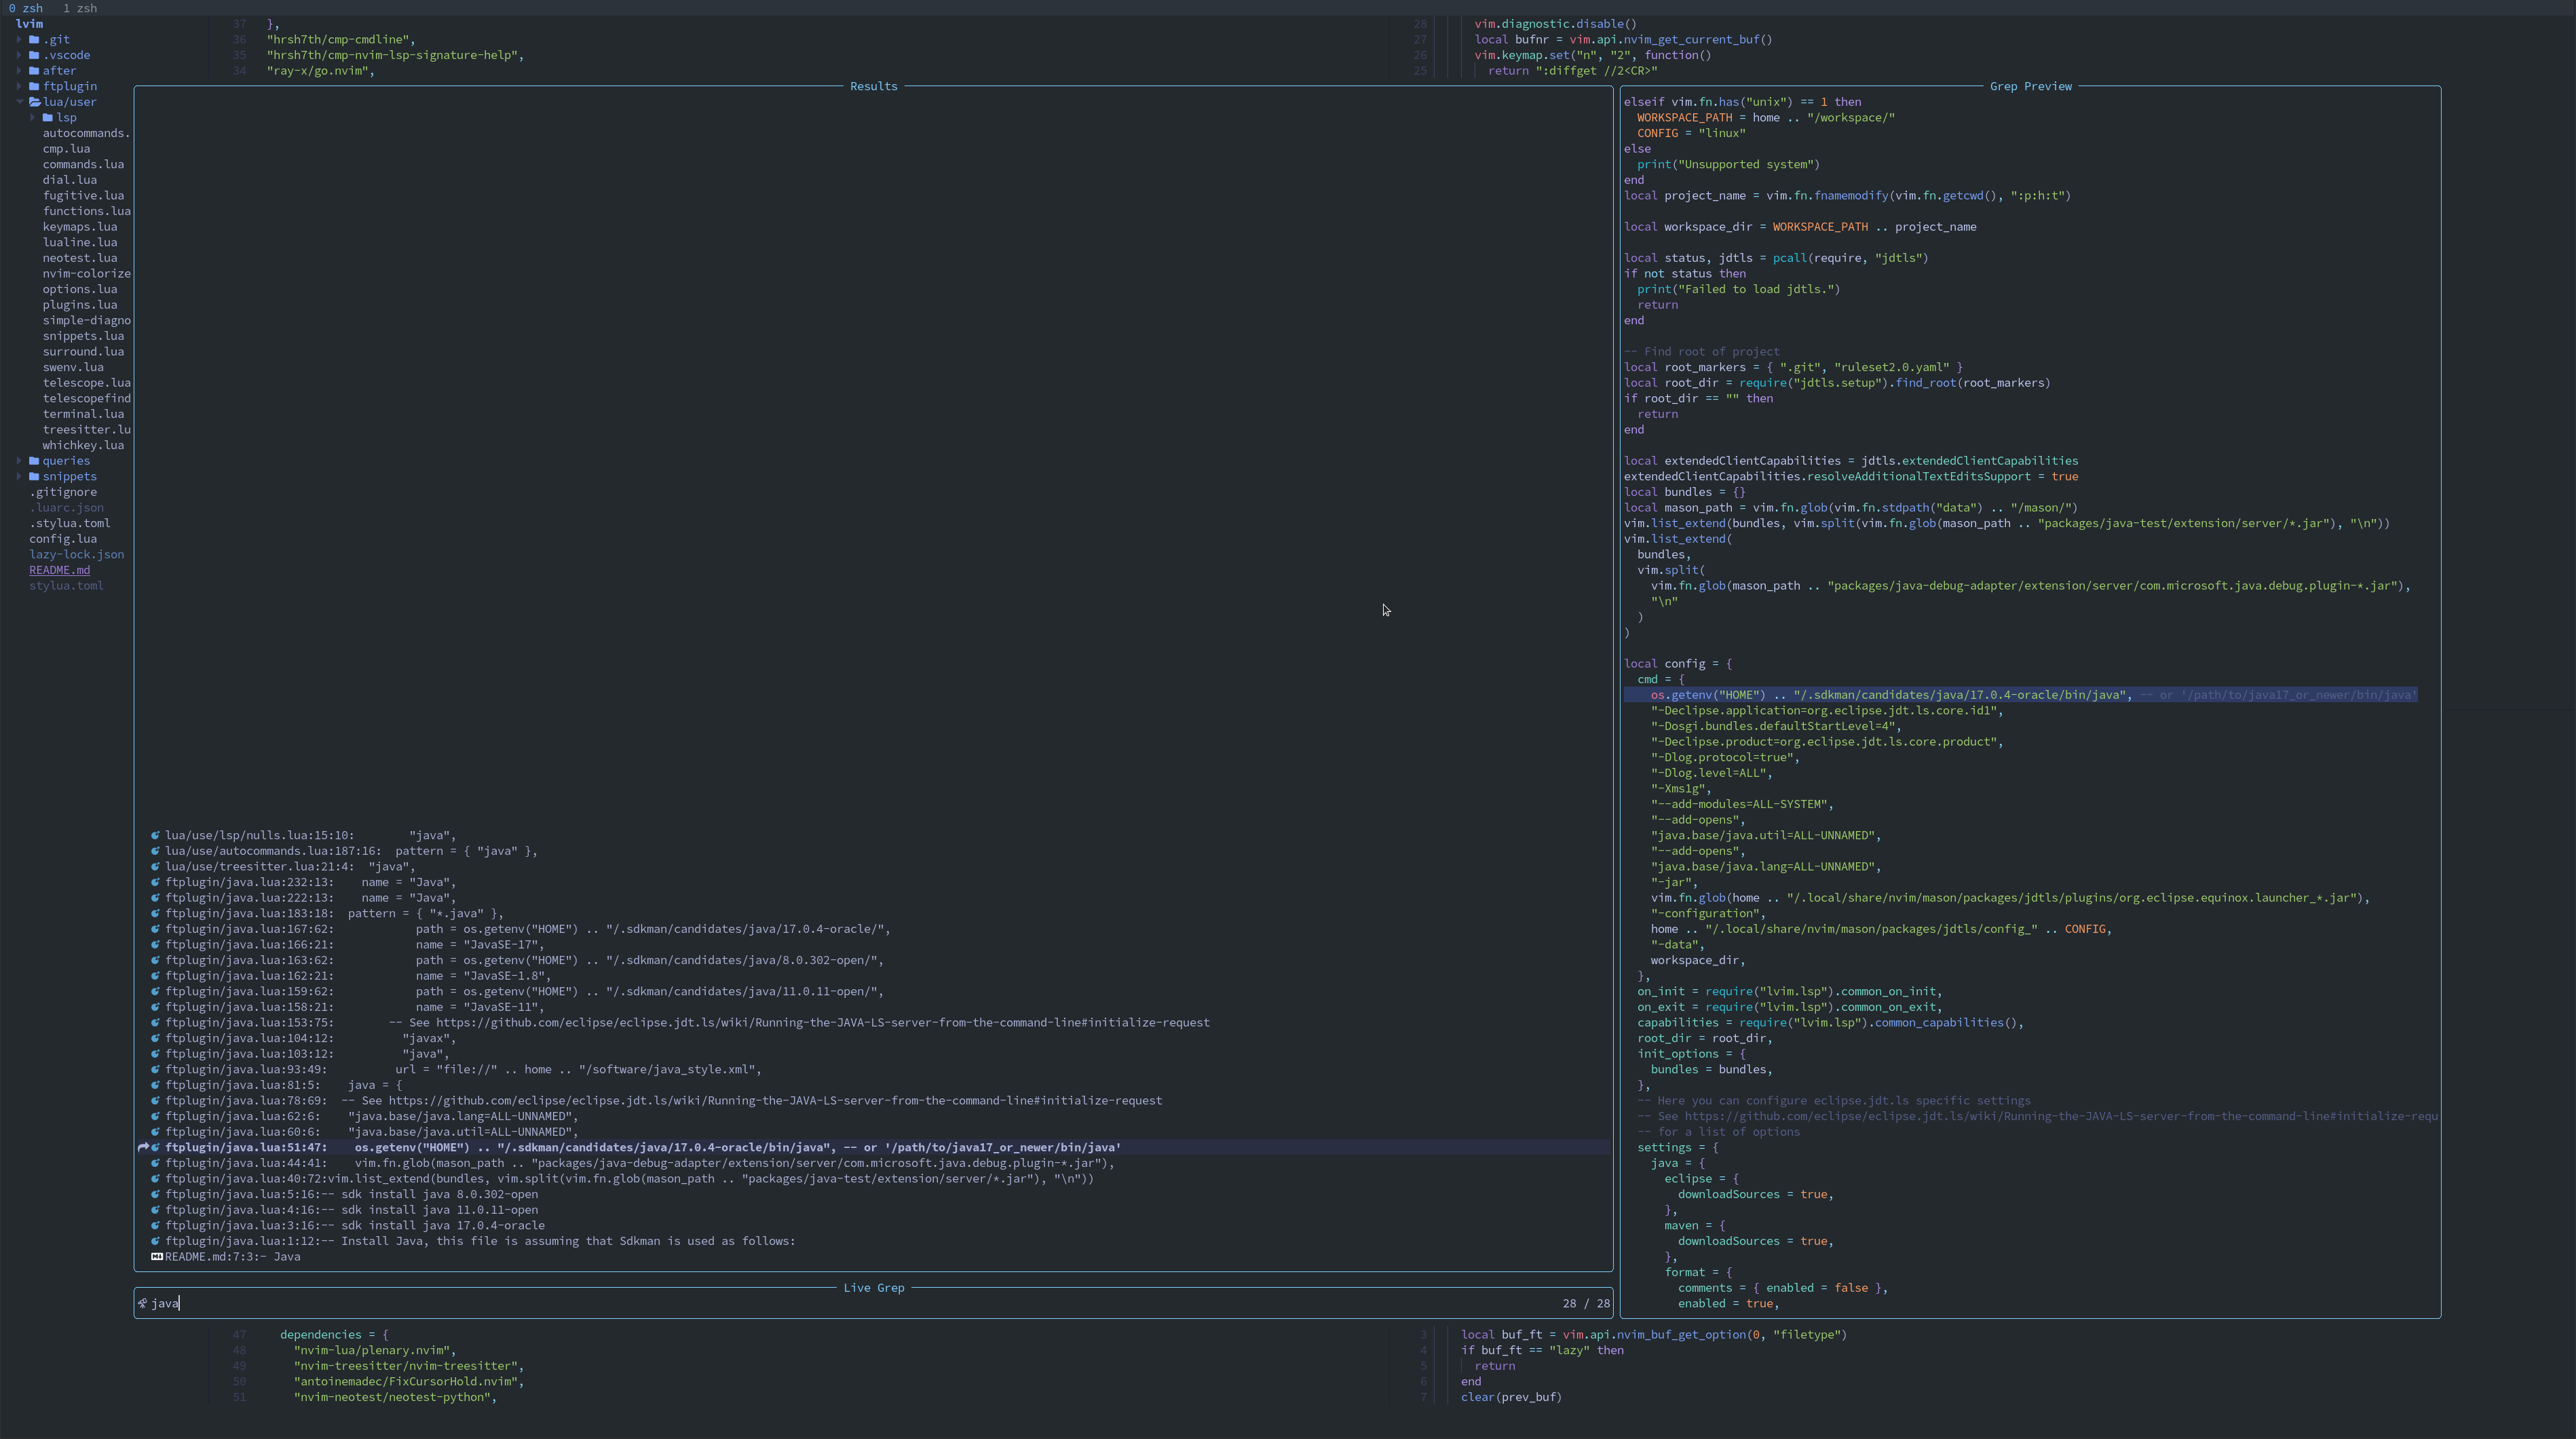 0 zsh 1 zsh
lvim
.git
.vscode
after
ftplugin
lua/user
lsp
autocommands.
cmp.lua
commands.lua
dial.lua
fugitive.lua
functions.lua
keymaps.lua
lualine.lua
neotest.lua
nvim-colorize
options.lua
plugins.lua
simple-diagno
snippets.lua
surround.lua
swenv.lua
telescope.lua
telescopefind
terminal.lua
treesitter.lu
whichkey.lua
queries
snippets
.gitignore
.luarc.json
.stylua.toml
config.lua
lazy-lock.json
README.md
stylua.toml
37 },
36 "hrsh7th/cmp-cmdline",
35 "hrsh7th/cmp-nvim-lsp-signature-help",
34 "ray-x/go.nvim",
28 vim.diagnostic.disable()
27 local bufnr = vim.api.nvim_get_current_buf()
26 vim.keymap.set("n", "2", function()
25 return ":diffget //2<CR>"
Results
lua/use/lsp/nulls.lua:15:10: "java",
lua/use/autocommands.lua:187:16: pattern = { "java" },
lua/use/treesitter.lua:21:4: "java",
ftplugin/java.lua:232:13: name = "Java",
ftplugin/java.lua:222:13: name = "Java",
ftplugin/java.lua:183:18: pattern = { "*.java" },
ftplugin/java.lua:167:62: path = os.getenv("HOME") .. "/.sdkman/candidates/java/17.0.4-oracle/",
ftplugin/java.lua:166:21: name = "JavaSE-17",
ftplugin/java.lua:163:62: path = os.getenv("HOME") .. "/.sdkman/candidates/java/8.0.302-open/",
ftplugin/java.lua:162:21: name = "JavaSE-1.8",
ftplugin/java.lua:159:62: path = os.getenv("HOME") .. "/.sdkman/candidates/java/11.0.11-open/",
ftplugin/java.lua:158:21: name = "JavaSE-11",
ftplugin/java.lua:153:75: -- See https://github.com/eclipse/eclipse.jdt.ls/wiki/Running-the-JAVA-LS-server-from-the-command-line#initialize-request
ftplugin/java.lua:104:12: "javax",
ftplugin/java.lua:103:12: "java",
ftplugin/java.lua:93:49: url = "file://" .. home .. "/software/java_style.xml",
ftplugin/java.lua:81:5: java = {
ftplugin/java.lua:78:69: -- See https://github.com/eclipse/eclipse.jdt.ls/wiki/Running-the-JAVA-LS-server-from-the-command-line#initialize-request
ftplugin/java.lua:62:6: "java.base/java.lang=ALL-UNNAMED",
ftplugin/java.lua:60:6: "java.base/java.util=ALL-UNNAMED",
ftplugin/java.lua:51:47: os.getenv("HOME") .. "/.sdkman/candidates/java/17.0.4-oracle/bin/java", -- or '/path/to/java17_or_newer/bin/java'
ftplugin/java.lua:44:41: vim.fn.glob(mason_path .. "packages/java-debug-adapter/extension/server/com.microsoft.java.debug.plugin-*.jar"),
ftplugin/java.lua:40:72:vim.list_extend(bundles, vim.split(vim.fn.glob(mason_path .. "packages/java-test/extension/server/*.jar"), "\n"))
ftplugin/java.lua:5:16:-- sdk install java 8.0.302-open
ftplugin/java.lua:4:16:-- sdk install java 11.0.11-open
ftplugin/java.lua:3:16:-- sdk install java 17.0.4-oracle
ftplugin/java.lua:1:12:-- Install Java, this file is assuming that Sdkman is used as follows:
README.md:7:3:- Java
Live Grep
java 28 / 28
Grep Preview
elseif vim.fn.has("unix") == 1 then
WORKSPACE_PATH = home .. "/workspace/"
CONFIG = "linux"
else
print("Unsupported system")
end
local project_name = vim.fn.fnamemodify(vim.fn.getcwd(), ":p:h:t")
local workspace_dir = WORKSPACE_PATH .. project_name
local status, jdtls = pcall(require, "jdtls")
if not status then
print("Failed to load jdtls.")
return
end
-- Find root of project
local root_markers = { ".git", "ruleset2.0.yaml" }
local root_dir = require("jdtls.setup").find_root(root_markers)
if root_dir == "" then
return
end
local extendedClientCapabilities = jdtls.extendedClientCapabilities
extendedClientCapabilities.resolveAdditionalTextEditsSupport = true
local bundles = {}
local mason_path = vim.fn.glob(vim.fn.stdpath("data") .. "/mason/")
vim.list_extend(bundles, vim.split(vim.fn.glob(mason_path .. "packages/java-test/extension/server/*.jar"), "\n"))
vim.list_extend(
bundles,
vim.split(
vim.fn.glob(mason_path .. "packages/java-debug-adapter/extension/server/com.microsoft.java.debug.plugin-*.jar"),
"\n"
)
)
local config = {
cmd = {
os.getenv("HOME") .. "/.sdkman/candidates/java/17.0.4-oracle/bin/java", -- or '/path/to/java17_or_newer/bin/java'
"-Declipse.application=org.eclipse.jdt.ls.core.id1",
"-Dosgi.bundles.defaultStartLevel=4",
"-Declipse.product=org.eclipse.jdt.ls.core.product",
"-Dlog.protocol=true",
"-Dlog.level=ALL",
"-Xms1g",
"--add-modules=ALL-SYSTEM",
"--add-opens",
"java.base/java.util=ALL-UNNAMED",
"--add-opens",
"java.base/java.lang=ALL-UNNAMED",
"-jar",
vim.fn.glob(home .. "/.local/share/nvim/mason/packages/jdtls/plugins/org.eclipse.equinox.launcher_*.jar"),
"-configuration",
home .. "/.local/share/nvim/mason/packages/jdtls/config_" .. CONFIG,
"-data",
workspace_dir,
},
on_init = require("lvim.lsp").common_on_init,
on_exit = require("lvim.lsp").common_on_exit,
capabilities = require("lvim.lsp").common_capabilities(),
root_dir = root_dir,
init_options = {
bundles = bundles,
},
-- Here you can configure eclipse.jdt.ls specific settings
-- See https://github.com/eclipse/eclipse.jdt.ls/wiki/Running-the-JAVA-LS-server-from-the-command-line#initialize-requ
-- for a list of options
settings = {
java = {
eclipse = {
downloadSources = true,
},
maven = {
downloadSources = true,
},
format = {
comments = { enabled = false },
enabled = true,
47 dependencies = {
48 "nvim-lua/plenary.nvim",
49 "nvim-treesitter/nvim-treesitter",
50 "antoinemadec/FixCursorHold.nvim",
51 "nvim-neotest/neotest-python",
3 local buf_ft = vim.api.nvim_buf_get_option(0, "filetype")
4 if buf_ft == "lazy" then
5 return
6 end
7 clear(prev_buf)